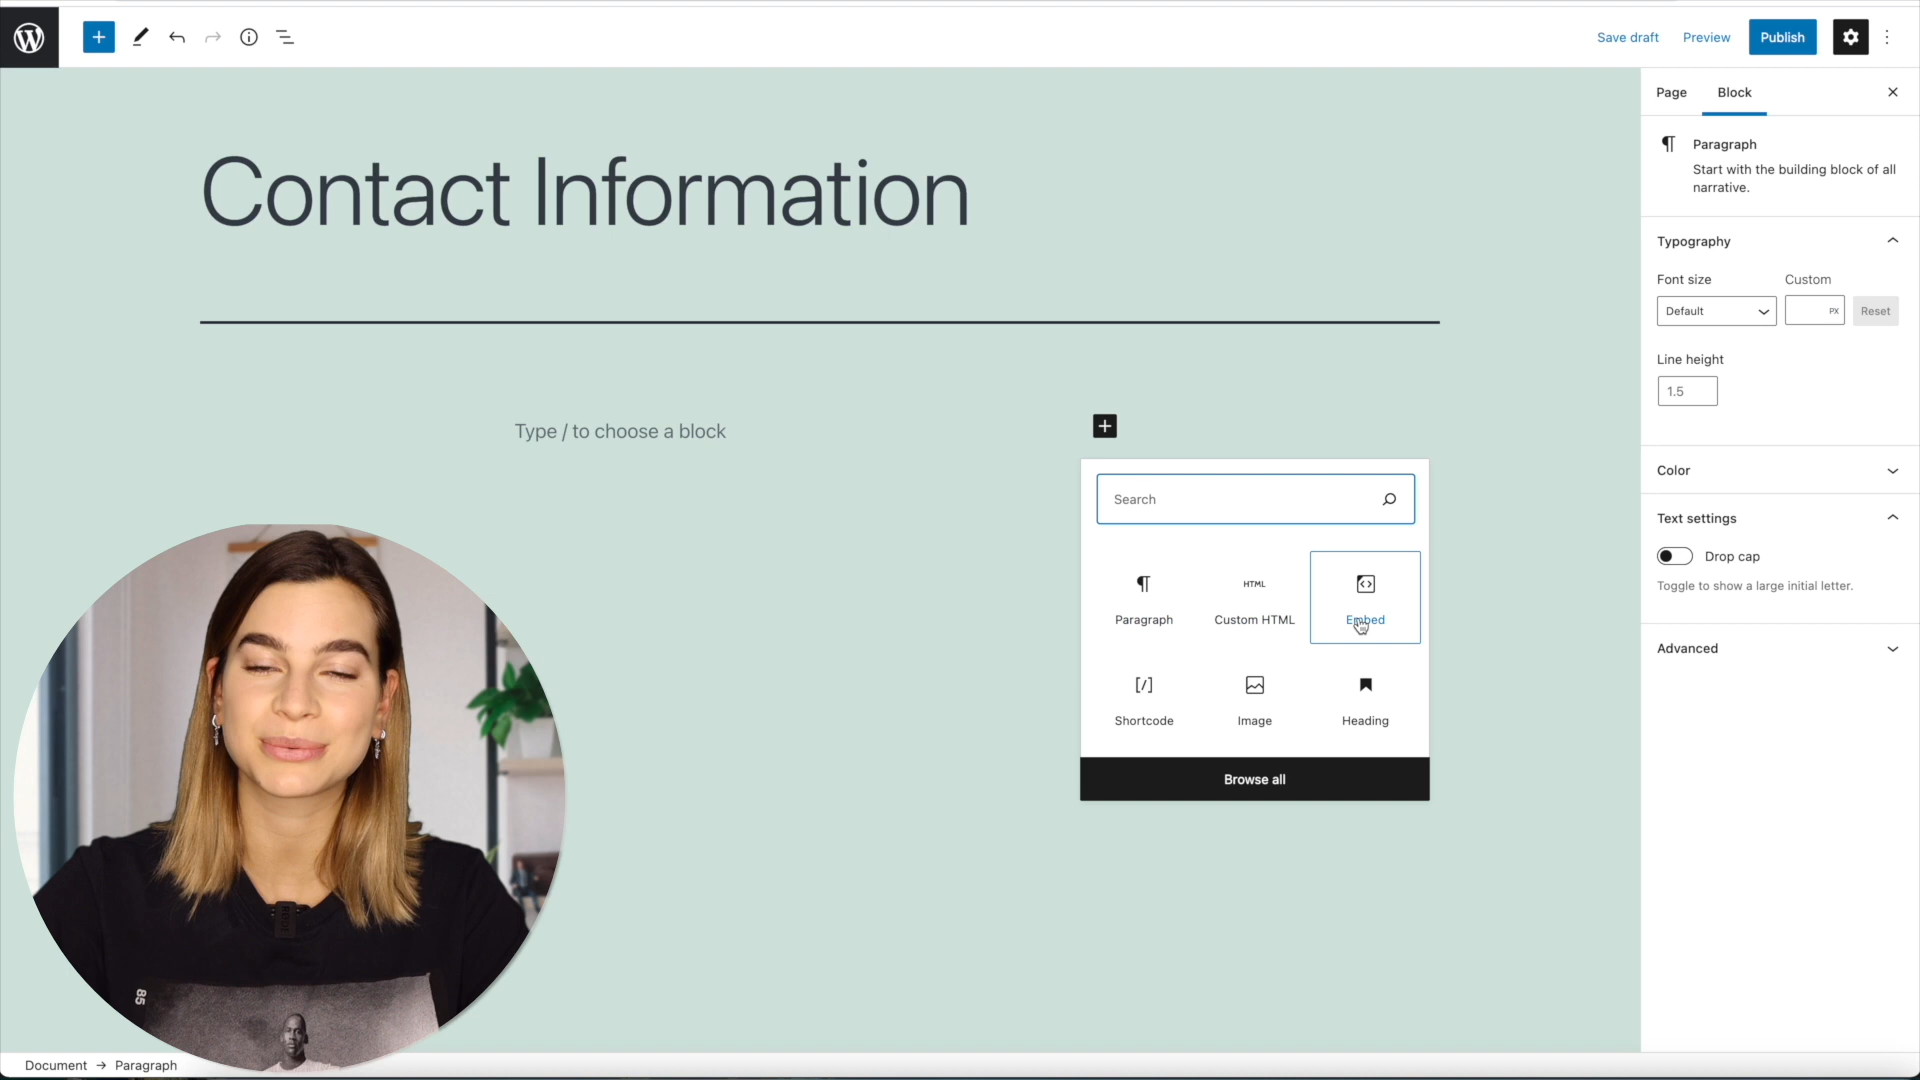 Save draft
Preview
Publish
Page
Block
Paragraph
Start with the building block of all
narrative.
Typography
Font size
Custom
Default
PX
Reset
Line height
1.5
Color
Text settings
Drop cap
Toggle to show a large initial letter.
Advanced
Contact Information
Type / to choose a block
Search
Paragraph
HTML
Custom HTML
Embed
[/]
Shortcode
Image
Heading
Browse all
85
Document → Paragraph